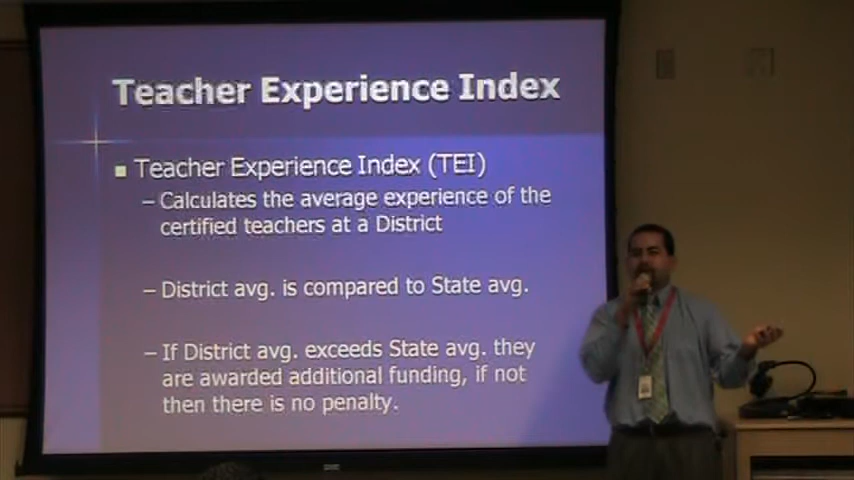 Teacher Experience Index
Teacher Experience Index (TEI)
– Calculates the average experience of the
certified teachers at a District
– District avg. is compared to State avg.
– If District avg. exceeds State avg. they
are awarded additional funding, if not
then there is no penalty.